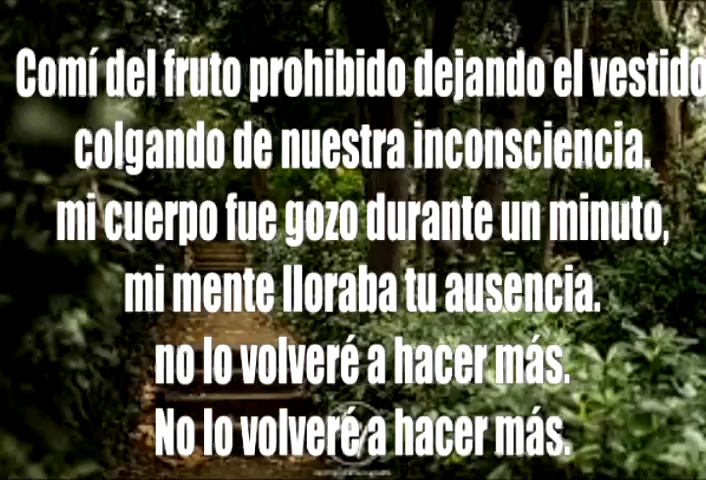 Comí del fruto prohibido dejando el vestido
colgando de nuestra inconsciencia.
mi cuerpo fue gozo durante un minuto,
mi mente lloraba tu ausencia.
no lo volveré a hacer más.
No lo volveré a hacer más.